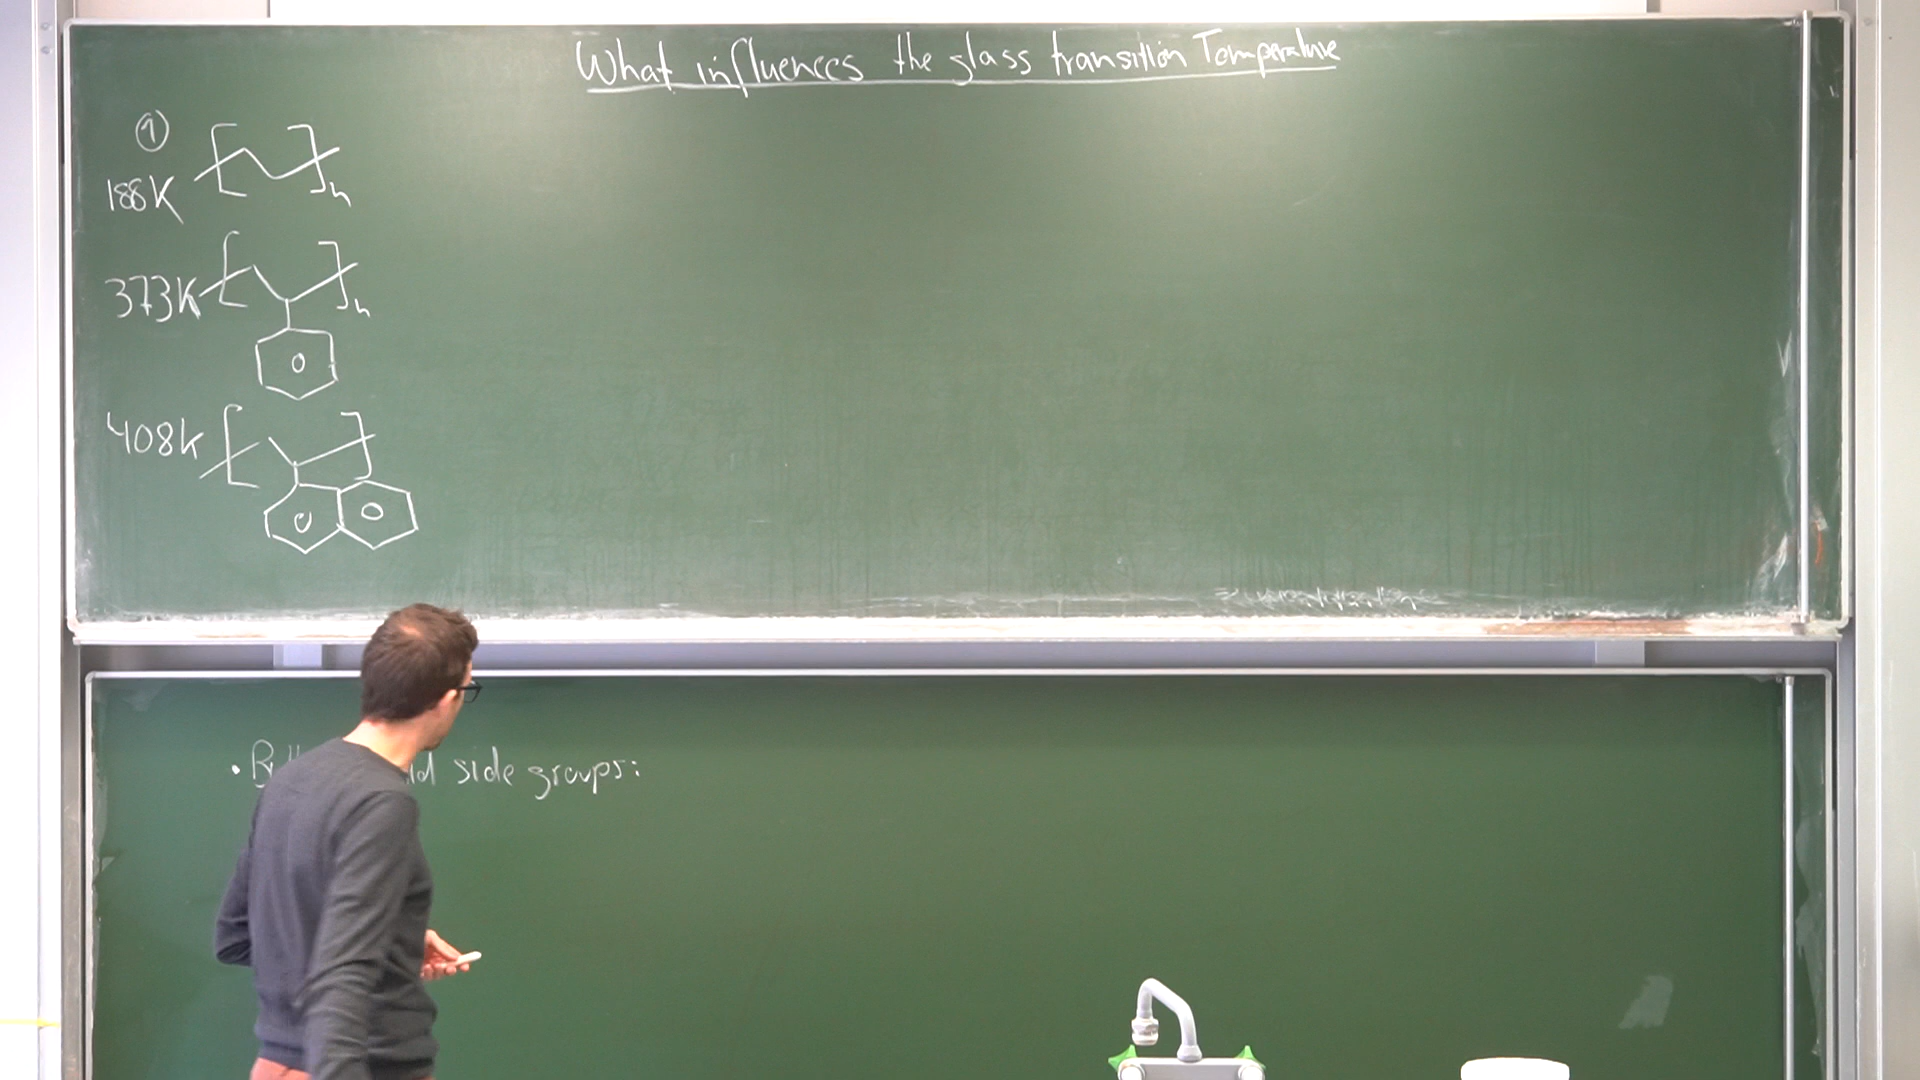 What influences the glass transition Temperature
①
188K
n
373K
n
408K
• side groups: